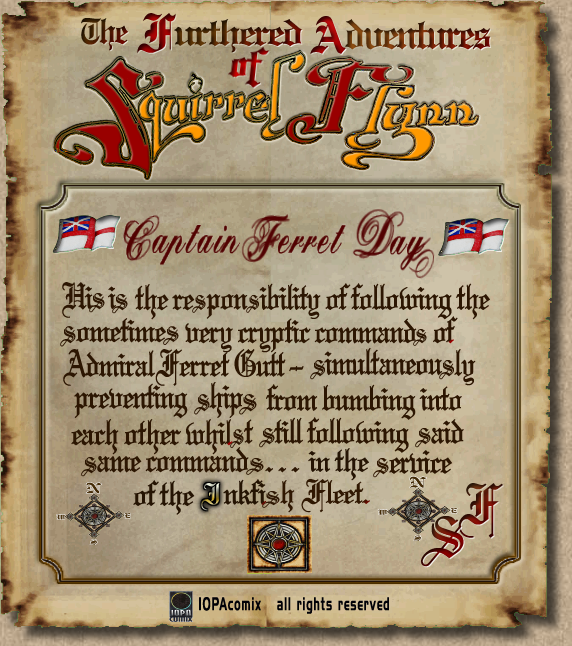 The Furthered Adventures
of
Squirrel Flynn
Captain Ferret Day
His is the responsibility of following the
sometimes very cryptic commands of
Admiral Ferret Gutt - simultaneously
preventing ships from bumbing into
each other whilst still following said
same commands... in the service
of the Inkfish Fleet.
N
W E
S
N
W E
S
SF
IOPA
COMIX
IOPAcomix all rights reserved